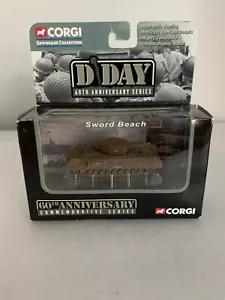 CORGI
SHOWCASE COLLECTION
D DAY
60TH ANNIVERSARY SERIES
Sword Beach
60TH ANNIVERSARY
COMMEMORATIVE SERIES
CORGI